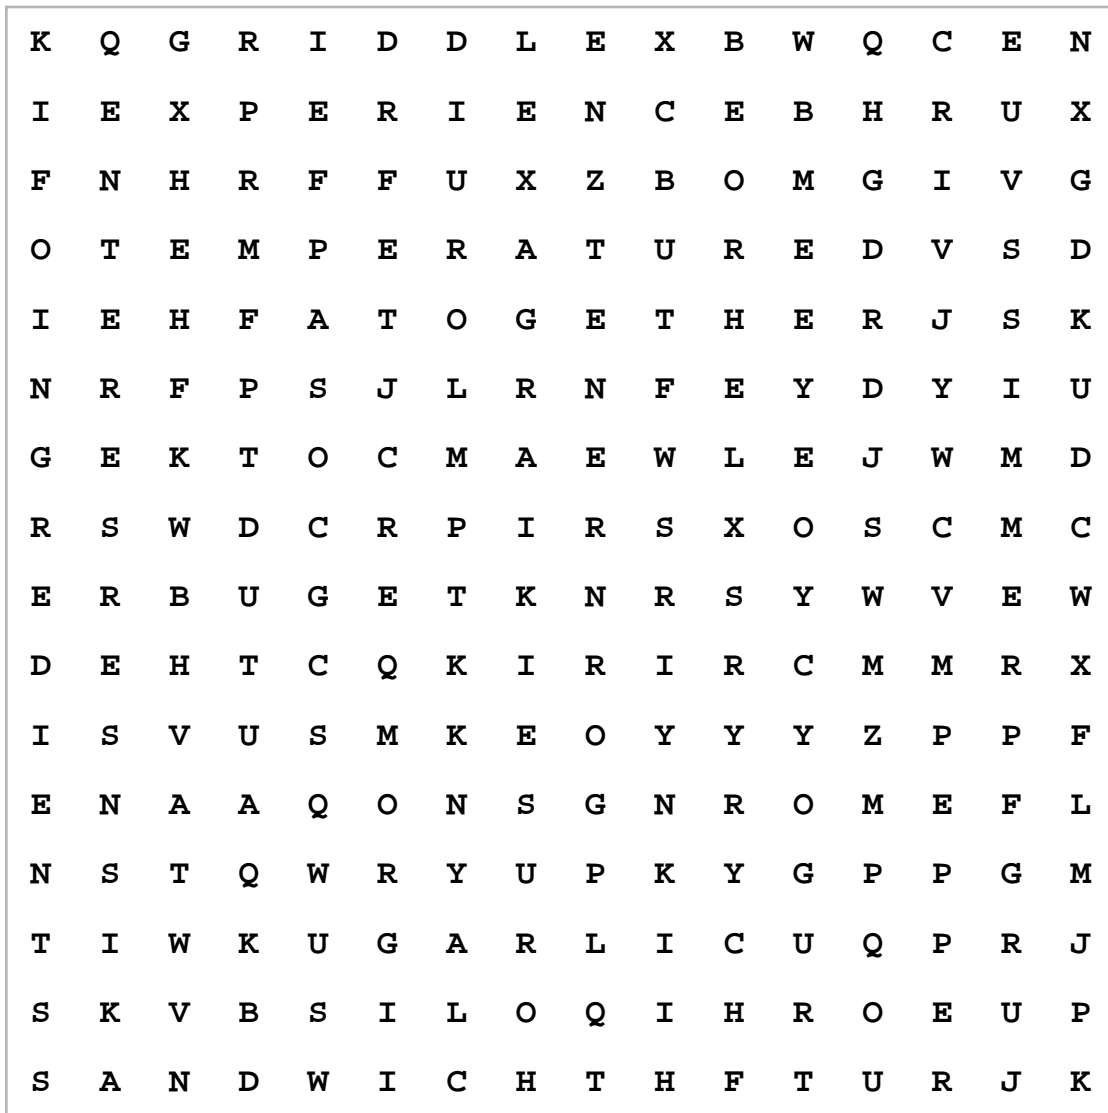 K Q G R I D D L E X B W Q C E N
I E X P E R I E N C E B H R U X
F N H R F F U X Z B O M G I V G
O T E M P E R A T U R E D V S D
I E H F A T O G E T H E R J S K
N R F P S J L R N F E Y D Y I U
G E K T O C M A E W L E J W M D
R S W D C R P I R S X O S C M C
E R B U G E T K N R S Y W V E W
D E H T C Q K I R I R C M M R X
I S V U S M K E O Y Y Y Z P P F
E N A A Q O N S G N R O M E F L
N S T Q W R Y U P K Y G P P G M
T I W K U G A R L I C U Q P R J
S K V B S I L O Q I H R O E U P
S A N D W I C H T H F T U R J K